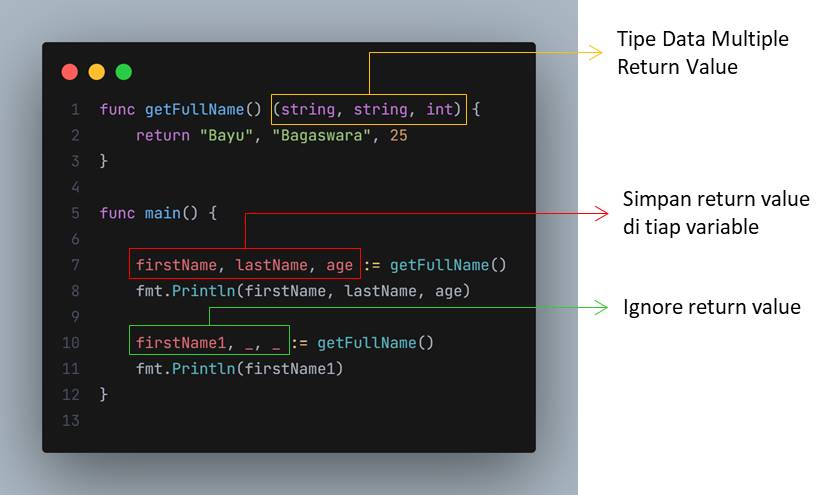 1 func getFullName() (string, string, int) {
2     return "Bayu", "Bagaswara", 25
3 }
4
5 func main() {
6
7     firstName, lastName, age := getFullName()
8     fmt.Println(firstName, lastName, age)
9
10     firstName1, _, _ := getFullName()
11     fmt.Println(firstName1)
12 }
13
Tipe Data Multiple
Return Value
Simpan return value
di tiap variable
Ignore return value